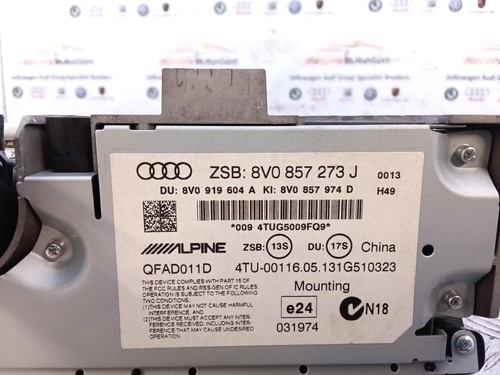 ZSB: 8V0 857 273 J 0013
DU: 8V0 919 604 A KI: 8V0 857 974 D H49
*009 4TUG5009FQ9*
ALPINE ZSB: 13S DU: 17S China
QFAD011D 4TU-00116.05.131G510323
THIS DEVICE COMPLIES WITH PART 15 OF
THE FCC RULES AND RSS-GEN OF IC RULES.
OPERATION IS SUBJECT TO THE FOLLOWING
TWO CONDITIONS:
(1)THIS DEVICE MAY NOT CAUSE HARMFUL
INTERFERENCE, AND
(2)THIS DEVICE MUST ACCEPT ANY
INTERFERENCE RECEIVED, INCLUDING
INTERFERENCE THAT MAY CAUSE UNDESIRED
OPERATION.
Mounting
e24
N18
031974